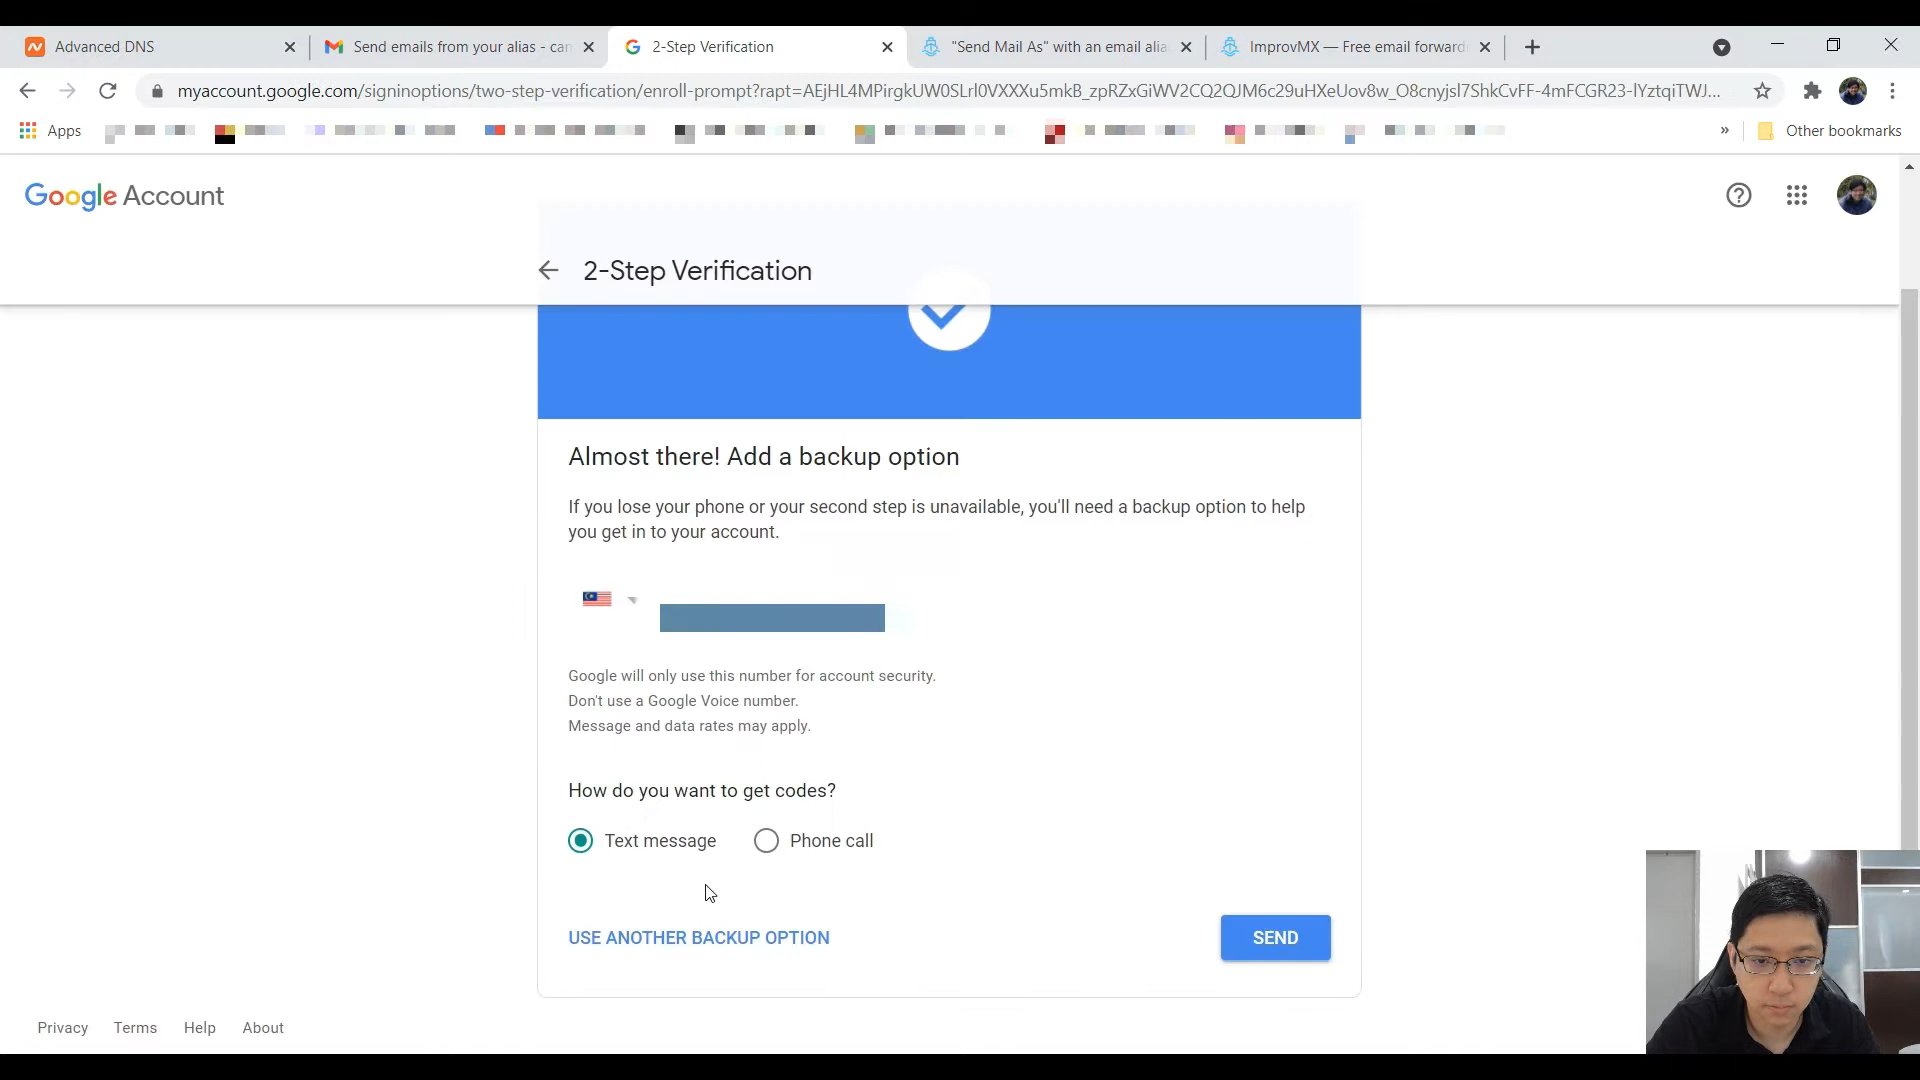 Advanced DNS
Send emails from your alias - can
2-Step Verification
"Send Mail As" with an email alia
ImprovMX — Free email forward
myaccount.google.com/signinoptions/two-step-verification/enroll-prompt?rapt=AEjHL4MPirgkUW0SLrl0VXXXu5mkB_zpRZxGiWV2CQ2QJM6c29uHXeUov8w_O8cnyjsl7ShkCvFF-4mFCGR23-lYztqiTWJ...
Apps
»
Other bookmarks
Google Account
2-Step Verification
Almost there! Add a backup option
If you lose your phone or your second step is unavailable, you'll need a backup option to help
you get in to your account.
Google will only use this number for account security.
Don't use a Google Voice number.
Message and data rates may apply.
How do you want to get codes?
Text message
Phone call
USE ANOTHER BACKUP OPTION
SEND
Privacy
Terms
Help
About